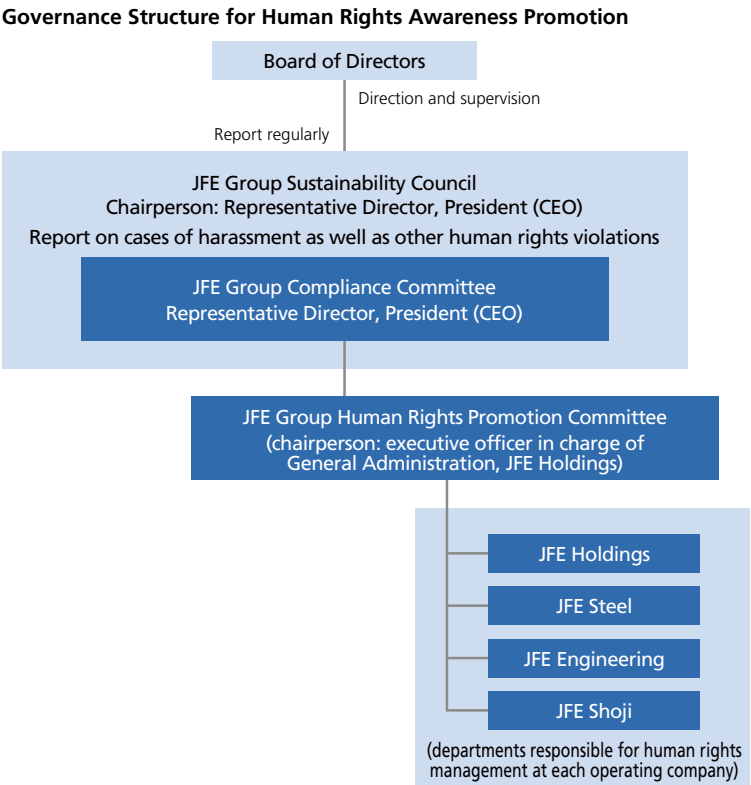 Governance Structure for Human Rights Awareness Promotion
Board of Directors
Direction and supervision
Report regularly
JFE Group Sustainability Council
Chairperson: Representative Director, President (CEO)
Report on cases of harassment as well as other human rights violations
JFE Group Compliance Committee
Representative Director, President (CEO)
JFE Group Human Rights Promotion Committee
(chairperson: executive officer in charge of
General Administration, JFE Holdings)
JFE Holdings
JFE Steel
JFE Engineering
JFE Shoji
(departments responsible for human rights
management at each operating company)